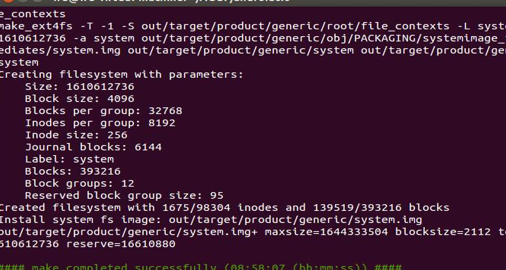 e_contexts
make_ext4fs -T -1 -S out/target/product/generic/root/file_contexts -L syst
1610612736 -a system out/target/product/generic/obj/PACKAGING/systemimage_
ediates/system.img out/target/product/generic/system out/target/product/gen
system
Creating filesystem with parameters:
Size: 1610612736
Block size: 4096
Blocks per group: 32768
Inodes per group: 8192
Inode size: 256
Journal blocks: 6144
Label: system
Blocks: 393216
Block groups: 12
Reserved block group size: 95
Created filesystem with 1675/98304 inodes and 139519/393216 blocks
Install system fs image: out/target/product/generic/system.img
out/target/product/generic/system.img+ maxsize=1644333504 blocksize=2112 to
610612736 reserve=16610880
#### make completed successfully (08:58:07 (hh:mm:ss)) ####